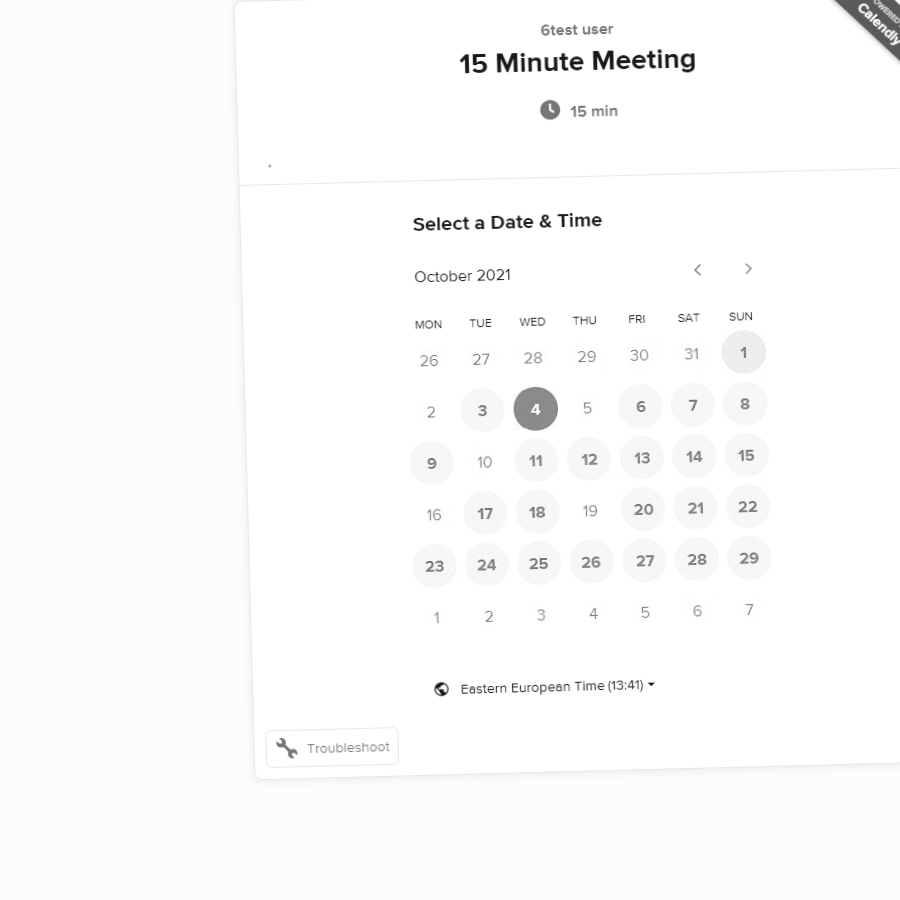 6test user
15 Minute Meeting
15 min
POWERED BY
Calendly
.
Select a Date & Time
October 2021
MON TUE WED THU FRI SAT SUN
26 27 28 29 30 31 1
2 3 4 5 6 7 8
9 10 11 12 13 14 15
16 17 18 19 20 21 22
23 24 25 26 27 28 29
1 2 3 4 5 6 7
Eastern European Time (13:41)
Troubleshoot